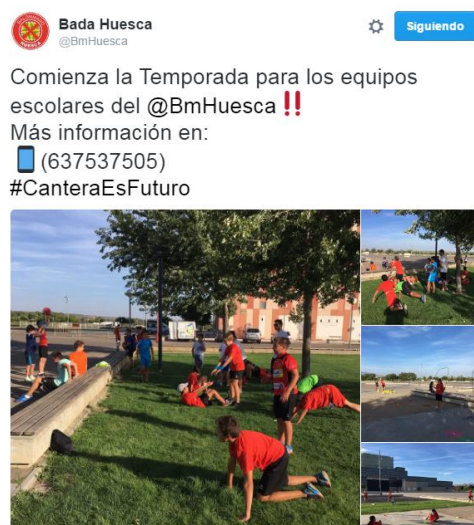 Bada Huesca
@BmHuesca
Siguiendo
Comienza la Temporada para los equipos
escolares del @BmHuesca ‼
Más información en:
📱(637537505)
#CanteraEsFuturo